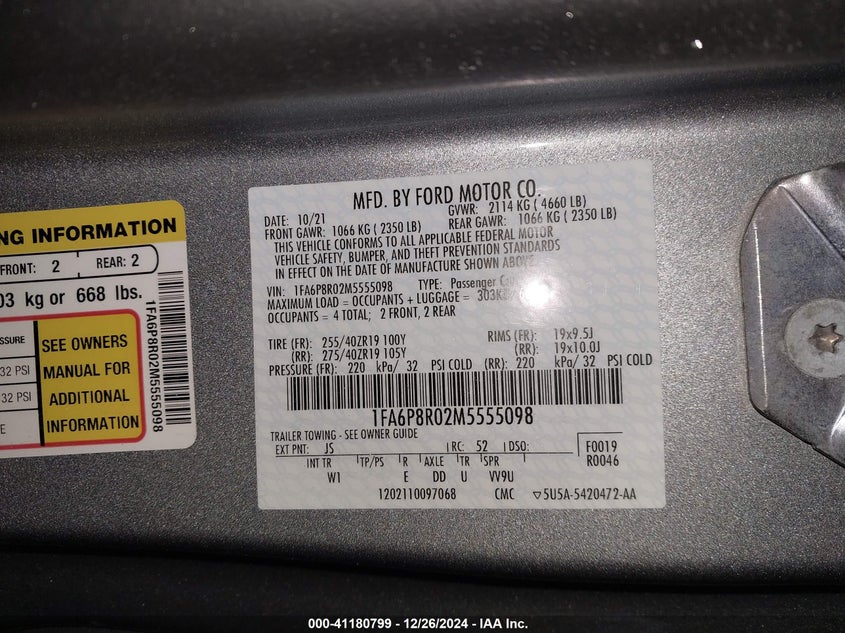 NG INFORMATION
FRONT: 2 REAR: 2
03 kg or 668 lbs.
SSURE
32 PSI
32 PSI
E
SEE OWNERS
MANUAL FOR
ADDITIONAL
INFORMATION
1FA6P8R02M5555098
MFD. BY FORD MOTOR CO.
DATE: 10/21 GVWR: 2114 KG ( 4660 LB)
FRONT GAWR: 1066 KG ( 2350 LB) REAR GAWR: 1066 KG ( 2350 LB)
THIS VEHICLE CONFORMS TO ALL APPLICABLE FEDERAL MOTOR
VEHICLE SAFETY, BUMPER, AND THEFT PREVENTION STANDARDS
IN EFFECT ON THE DATE OF MANUFACTURE SHOWN ABOVE.
VIN: 1FA6P8R02M5555098 TYPE: Passenger
MAXIMUM LOAD = OCCUPANTS + LUGGAGE = 303K
OCCUPANTS = 4 TOTAL; 2 FRONT, 2 REAR
TIRE (FR): 255/40ZR19 100Y RIMS (FR): 19x9.5J
(RR): 275/40ZR19 105Y (RR): 19x10.0J
PRESSURE (FR): 220 kPa/ 32 PSI COLD (RR): 220 kPa/ 32 PSI COLD
1FA6P8R02M5555098
TRAILER TOWING - SEE OWNER GUIDE
EXT PNT: JS RC: 52 DSO: F0019
INT TR TP/PS R AXLE TR SPR R0046
W1 E DD U VV9U
1202110097068 CMC ▽5U5A-5420472-AA
000-41180799 - 12/26/2024 - IAA Inc.